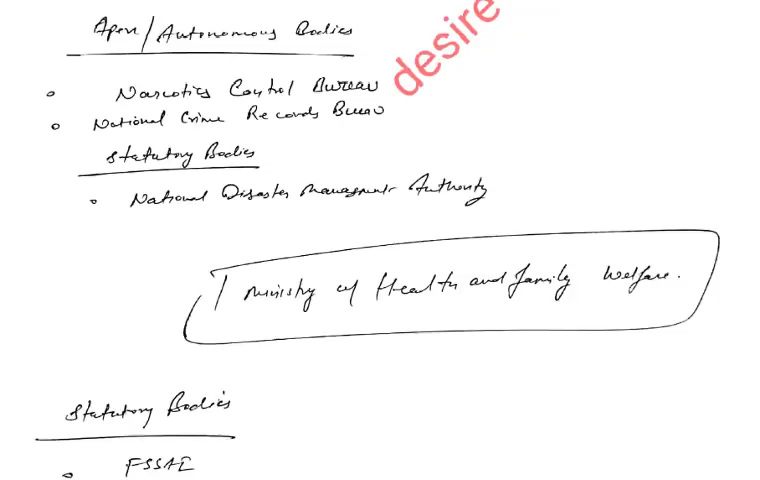 Apex/Autonomous Bodies
desire
Narcotics Control Bureau
National Crime Records Bureau
Statutory Bodies
National Disaster Management Authority
Ministry of Health and family Welfare.
Statutory Bodies
FSSAI